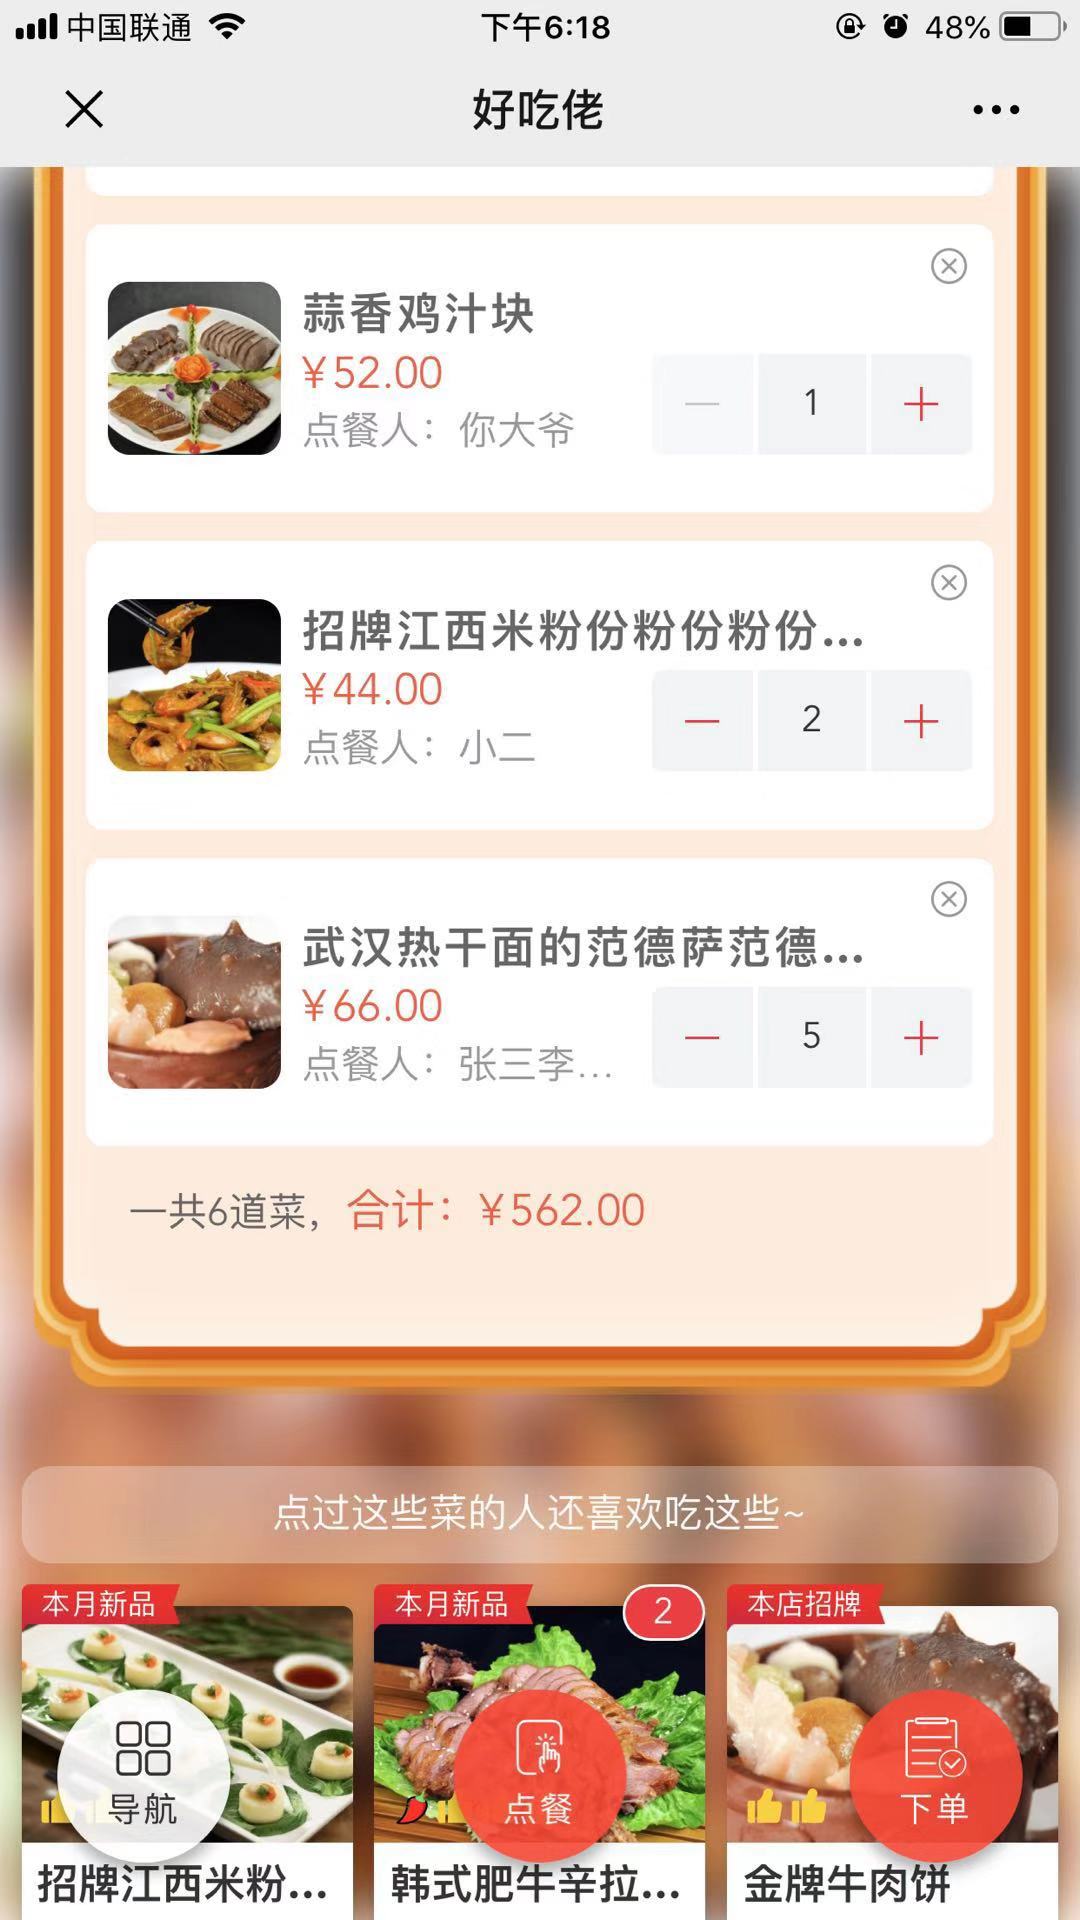 中国联通
下午6:18
48%
好吃佬
蒜香鸡汁块
¥52.00
点餐人：你大爷
1
招牌江西米粉份粉份粉份...
¥44.00
点餐人：小二
2
武汉热干面的范德萨范德...
¥66.00
点餐人：张三李...
5
一共6道菜，合计：¥562.00
点过这些菜的人还喜欢吃这些~
本月新品
本月新品
2
本店招牌
导航
点餐
下单
招牌江西米粉...
韩式肥牛辛拉...
金牌牛肉饼